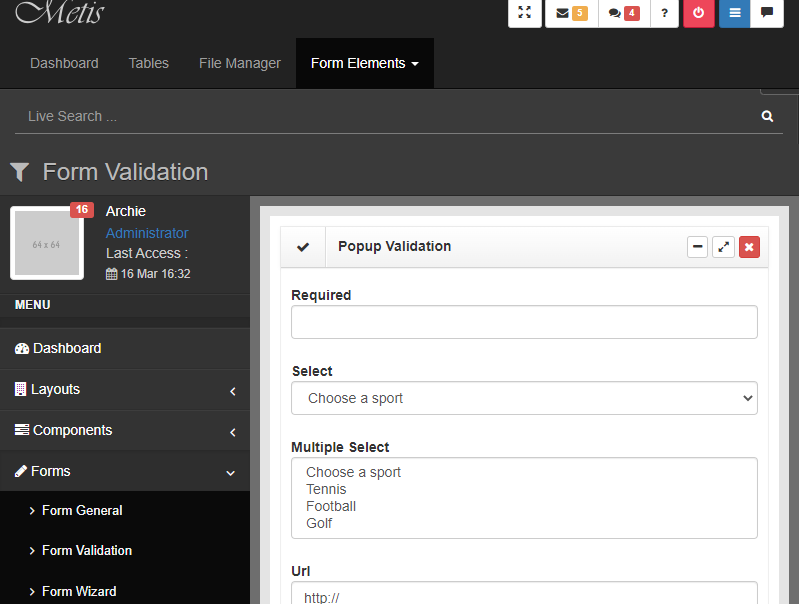 Metis
5
4
?
Dashboard
Tables
File Manager
Form Elements
Live Search ...
Form Validation
64 x 64
16
Archie
Administrator
Last Access :
16 Mar 16:32
MENU
Dashboard
Layouts
Components
Forms
Form General
Form Validation
Form Wizard
Popup Validation
Required
Select
Choose a sport
Multiple Select
Choose a sport
Tennis
Football
Golf
Url
http://